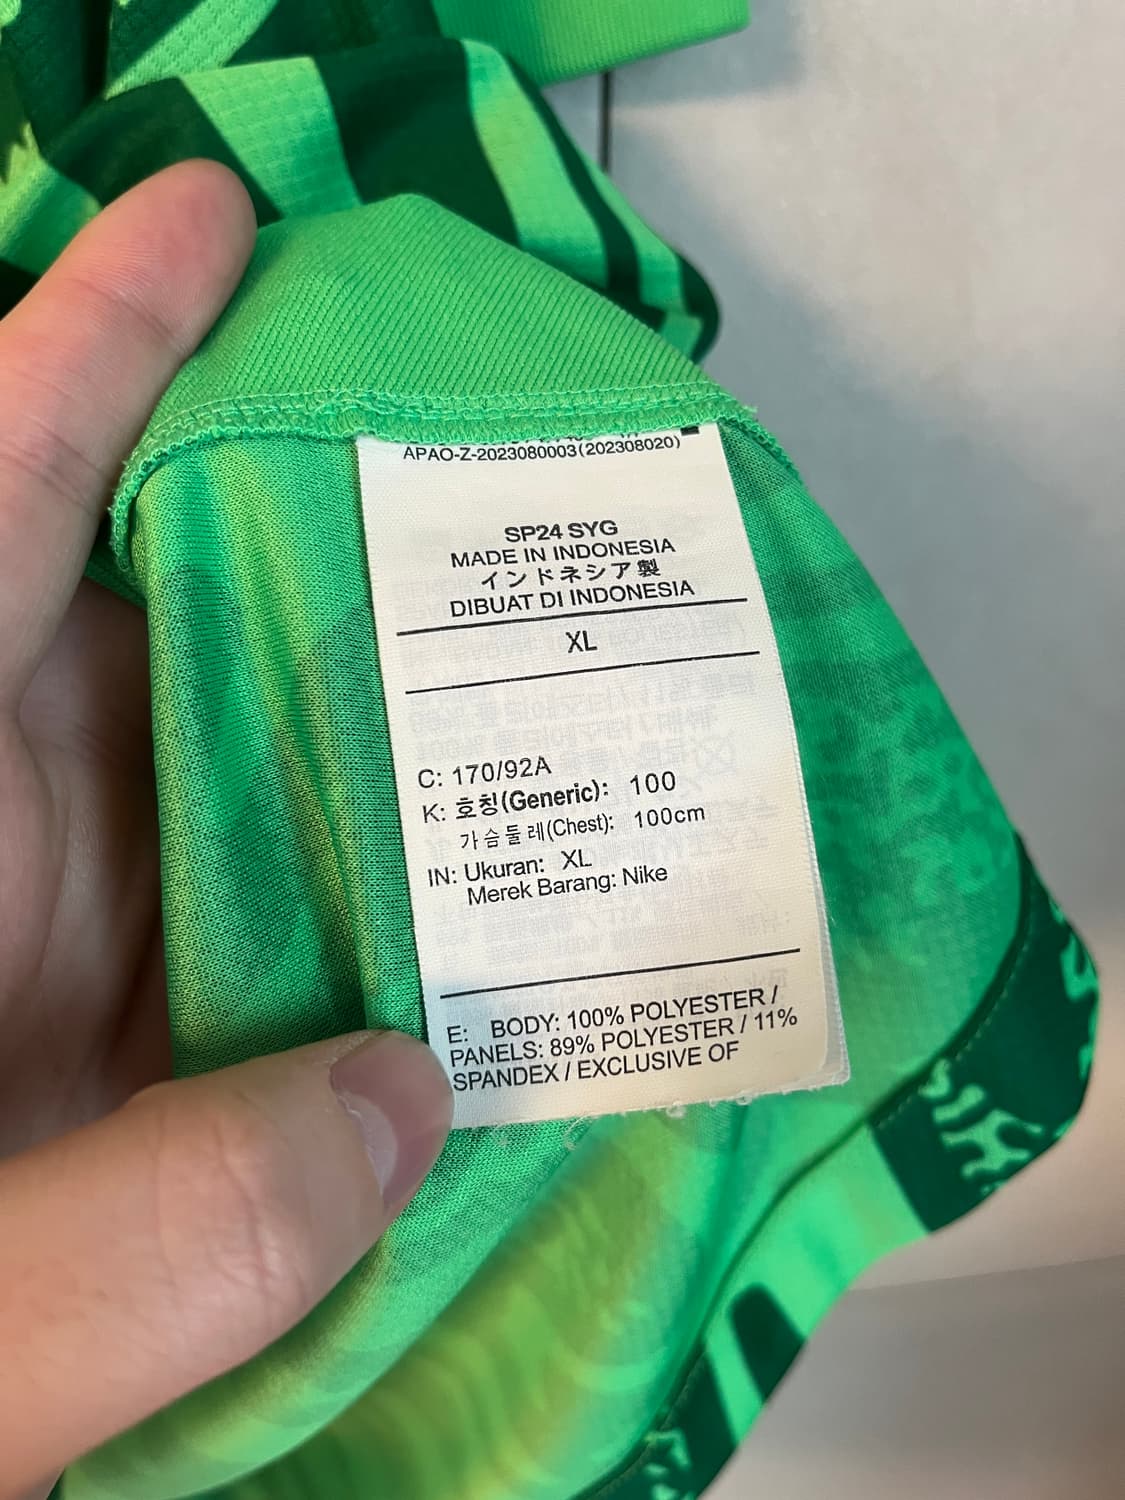 APAO-Z-2023080003(202308020)
SP24 SYG
MADE IN INDONESIA
インドネシア製
DIBUAT DI INDONESIA
XL
C: 170/92A
K: 호칭(Generic): 100
가슴둘레(Chest): 100cm
IN: Ukuran: XL
Merek Barang: Nike
E: BODY: 100% POLYESTER /
PANELS: 89% POLYESTER / 11%
SPANDEX / EXCLUSIVE OF